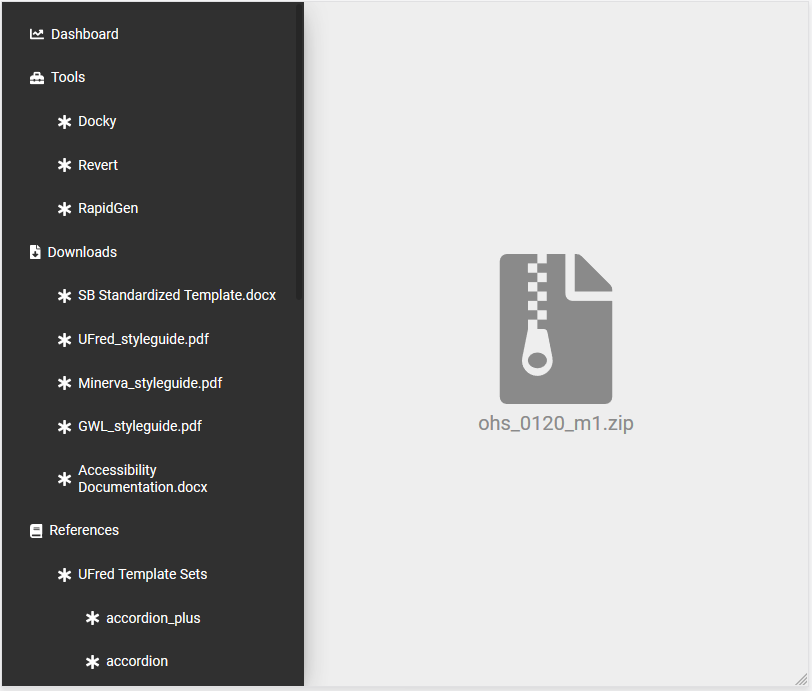 Dashboard
Tools
Docky
Revert
RapidGen
Downloads
SB Standardized Template.docx
UFred_styleguide.pdf
Minerva_styleguide.pdf
GWL_styleguide.pdf
Accessibility
Documentation.docx
References
UFred Template Sets
accordion_plus
accordion
ohs_0120_m1.zip